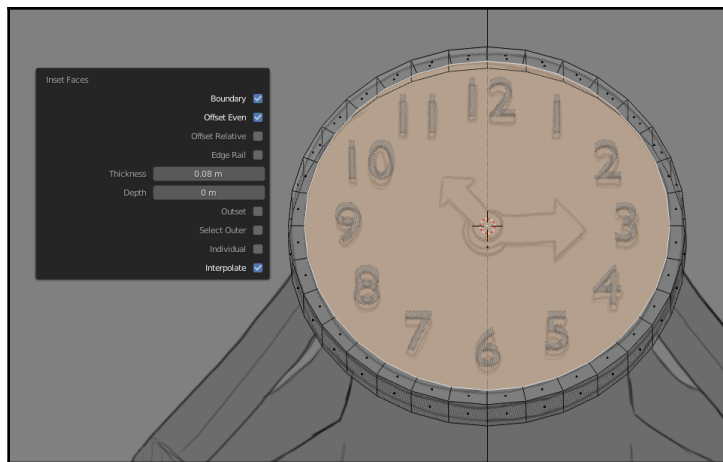 Inset Faces
Boundary
Offset Even
Offset Relative
Edge Rail
Thickness 0.08 m
Depth 0 m
Outset
Select Outer
Individual
Interpolate
12
11 1
10 2
9 3
8 4
7 5
6